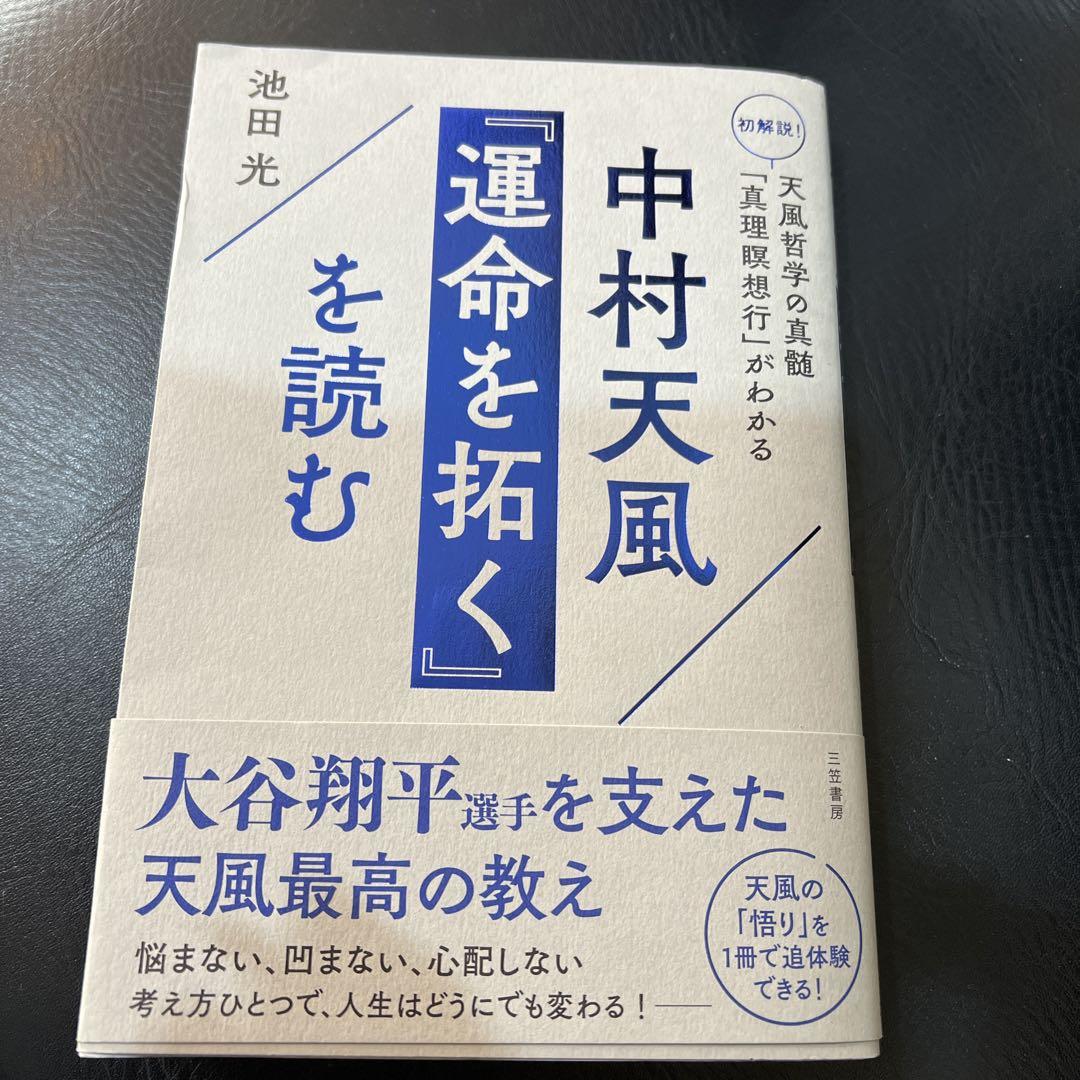 初解説!
天風哲学の真髄
「真理瞑想行」がわかる
中村天風
『運命を拓く』
を読む
池田 光
三笠書房
大谷翔平選手を支えた
天風最高の教え
悩まない、凹まない、心配しない
考え方ひとつで、人生はどうにでも変わる!――
天風の
「悟り」を
1冊で追体験
できる!